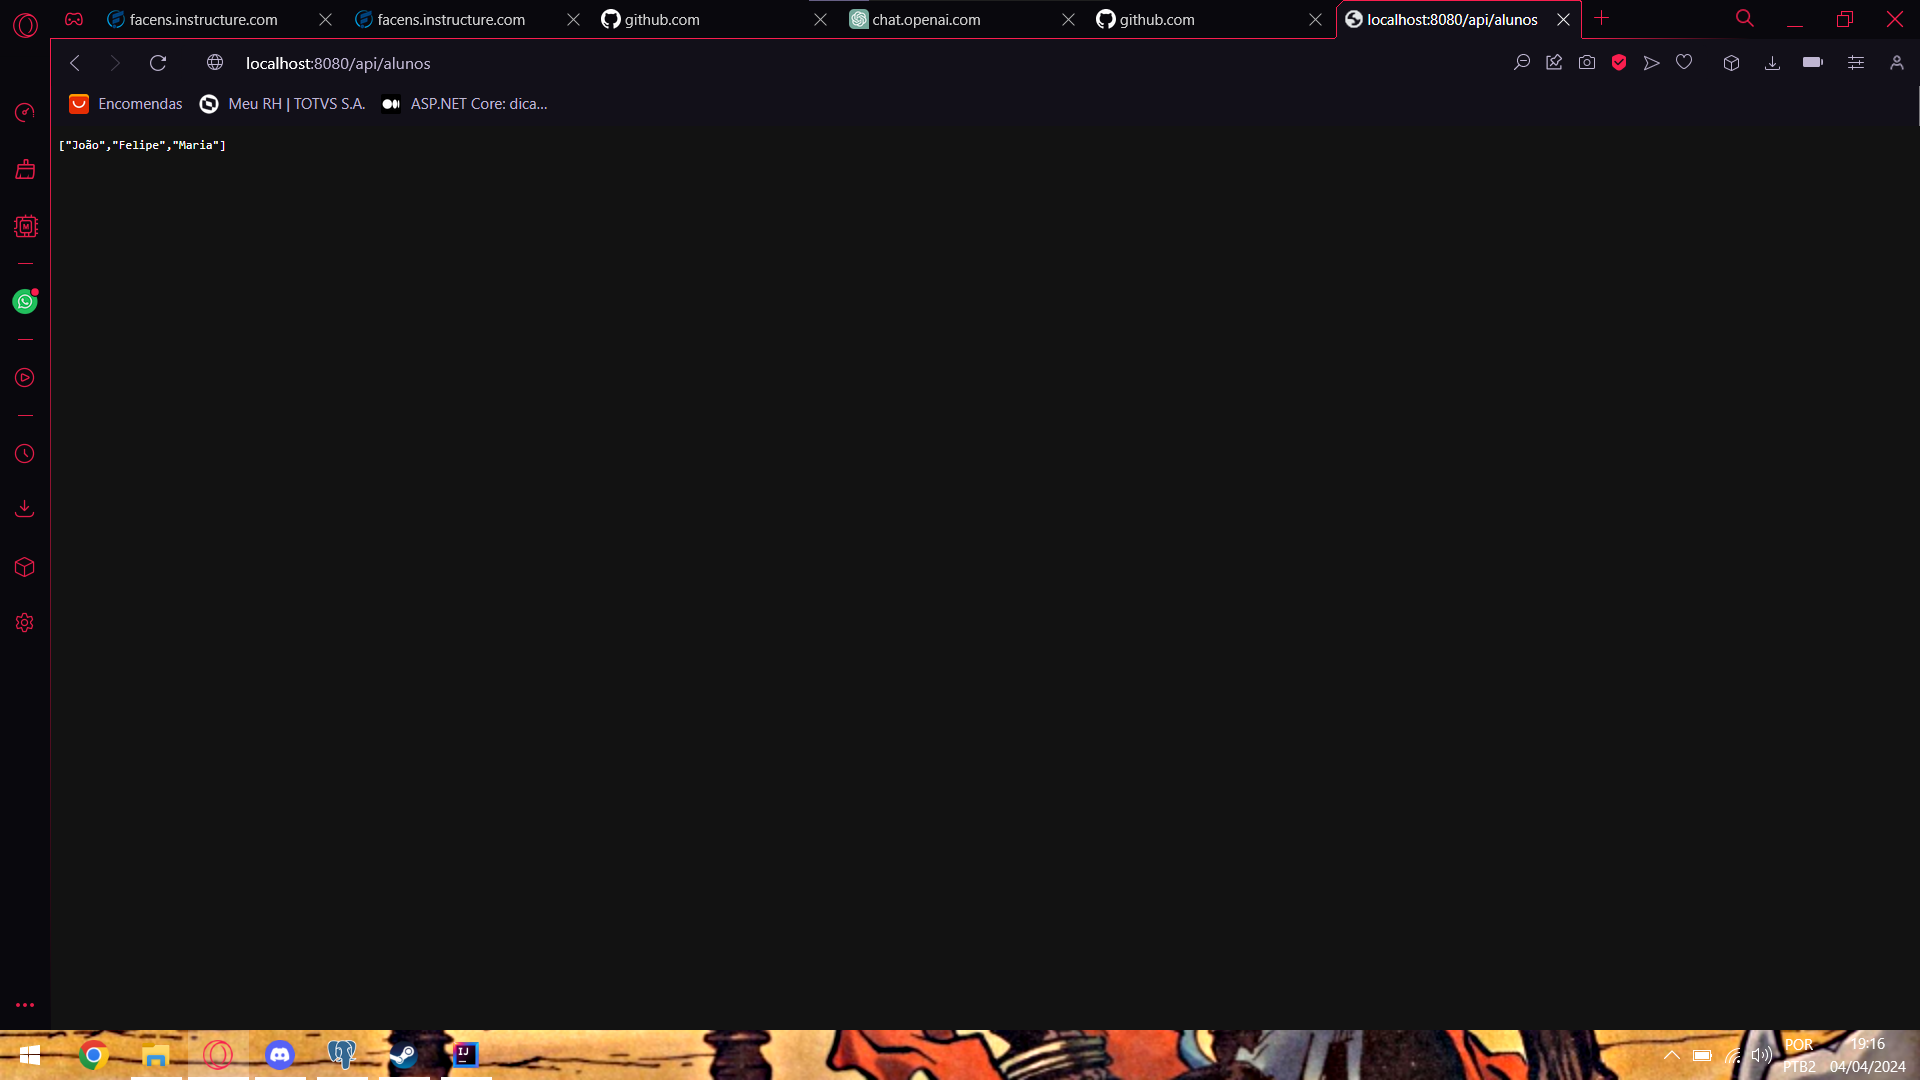 facens.instructure.com
facens.instructure.com
github.com
chat.openai.com
github.com
localhost:8080/api/alunos
localhost:8080/api/alunos
Encomendas
Meu RH | TOTVS S.A.
ASP.NET Core: dica...
["João","Felipe","Maria"]
M
IJ
POR
PTB2
19:16
04/04/2024